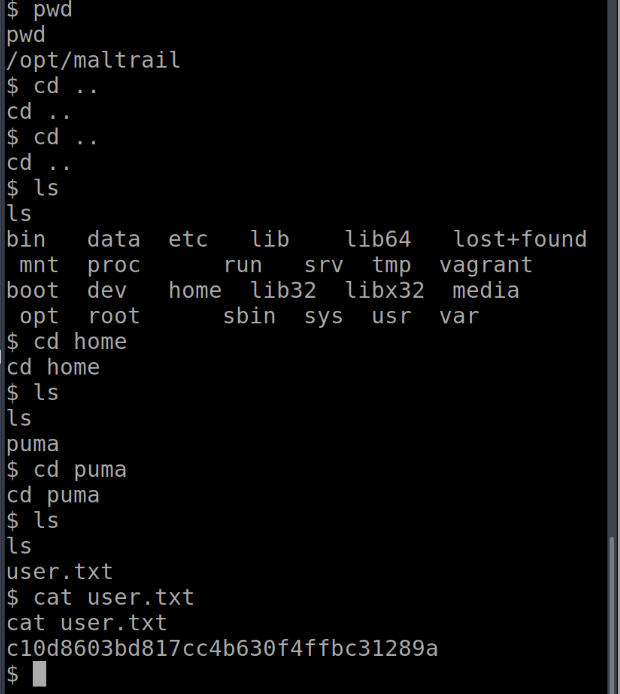 $ pwd
pwd
/opt/maltrail
$ cd ..
cd ..
$ cd ..
cd ..
$ ls
ls
bin   data  etc   lib    lib64   lost+found
 mnt  proc      run   srv  tmp  vagrant
boot  dev   home  lib32  libx32  media
 opt  root      sbin  sys  usr  var
$ cd home
cd home
$ ls
ls
puma
$ cd puma
cd puma
$ ls
ls
user.txt
$ cat user.txt
cat user.txt
c10d8603bd817cc4b630f4ffbc31289a
$